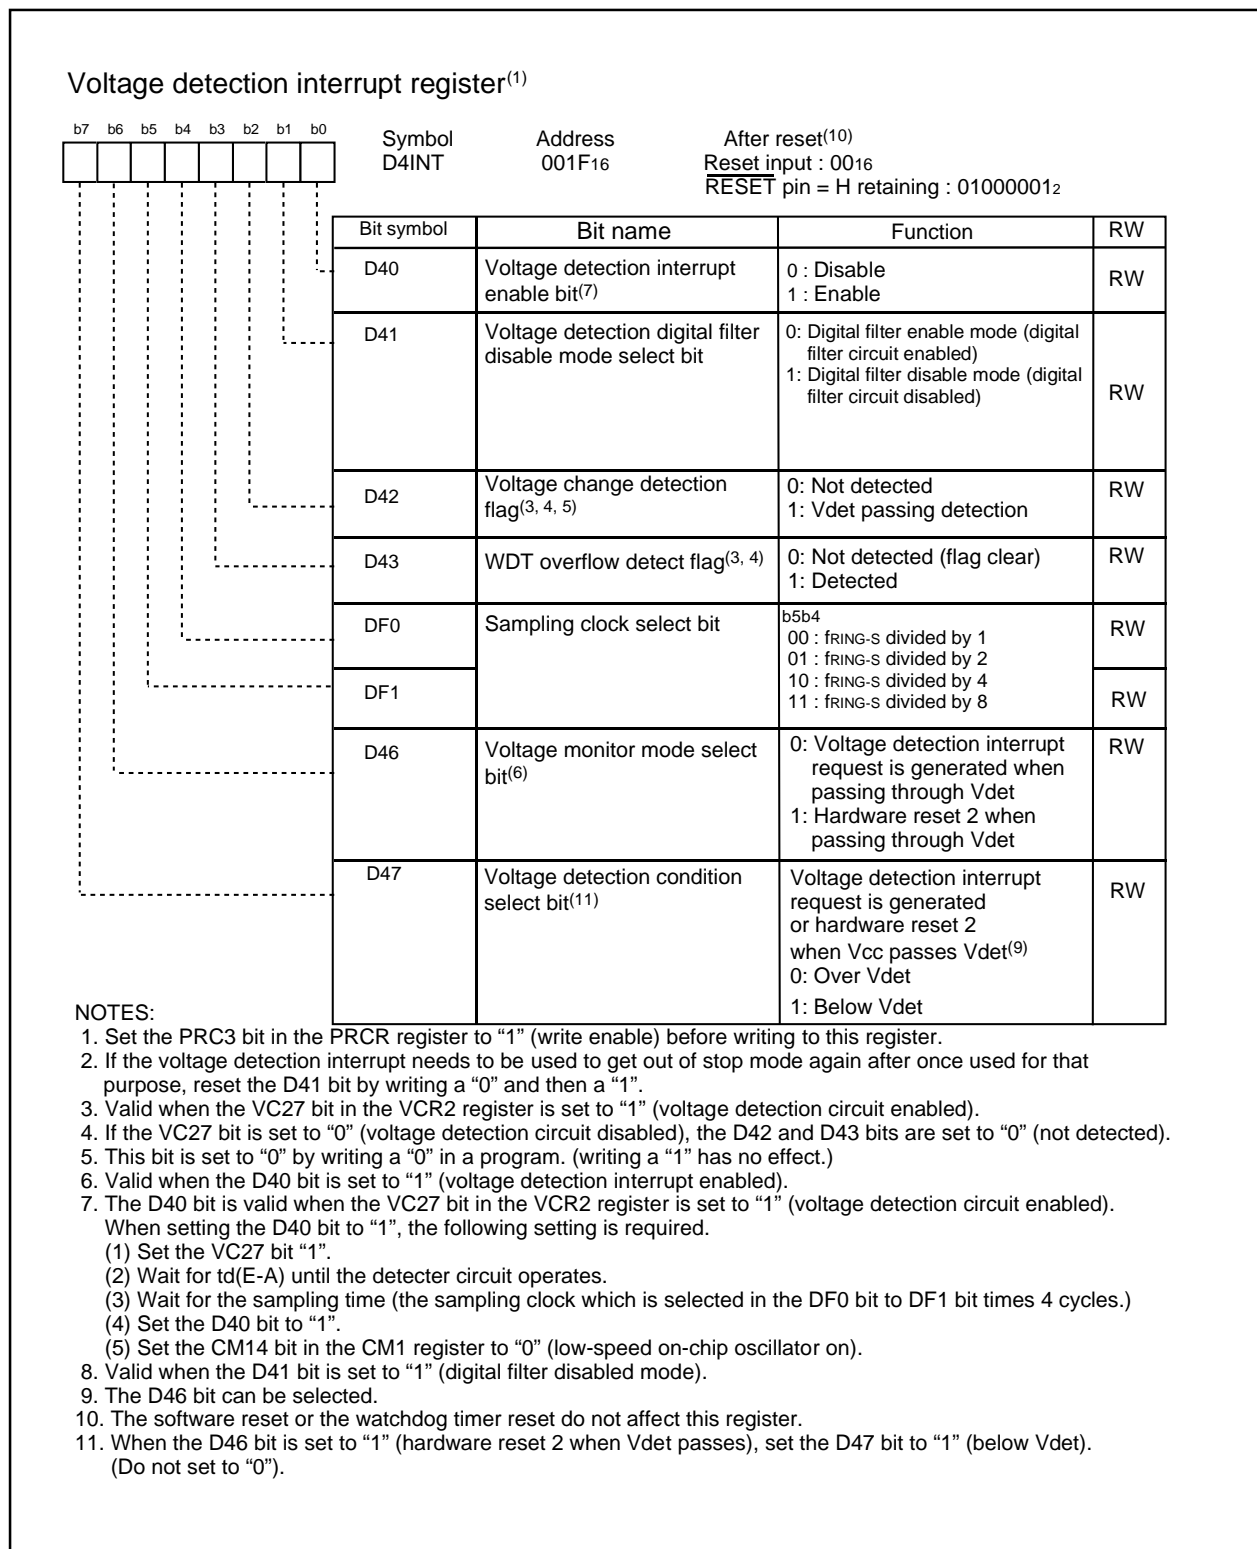 Voltage detection interrupt register(1)
b7 b6 b5 b4 b3 b2 b1 b0
Symbol Address After reset(10)
D4INT 001F16 Reset input : 0016
RESET pin = H retaining : 010000012
Bit symbol Bit name Function RW
D40 Voltage detection interrupt enable bit(7) 0 : Disable RW
1 : Enable
D41 Voltage detection digital filter disable mode select bit 0: Digital filter enable mode (digital filter circuit enabled) RW
1: Digital filter disable mode (digital filter circuit disabled)
D42 Voltage change detection flag(3, 4, 5) 0: Not detected RW
1: Vdet passing detection
D43 WDT overflow detect flag(3, 4) 0: Not detected (flag clear) RW
1: Detected
DF0 Sampling clock select bit b5b4 RW
00 : fRING-S divided by 1
01 : fRING-S divided by 2
DF1 10 : fRING-S divided by 4 RW
11 : fRING-S divided by 8
D46 Voltage monitor mode select bit(6) 0: Voltage detection interrupt RW
request is generated when
passing through Vdet
1: Hardware reset 2 when
passing through Vdet
D47 Voltage detection condition select bit(11) Voltage detection interrupt RW
request is generated
or hardware reset 2
when Vcc passes Vdet(9)
0: Over Vdet
1: Below Vdet
NOTES:
1. Set the PRC3 bit in the PRCR register to “1” (write enable) before writing to this register.
2. If the voltage detection interrupt needs to be used to get out of stop mode again after once used for that
purpose, reset the D41 bit by writing a “0” and then a “1”.
3. Valid when the VC27 bit in the VCR2 register is set to “1” (voltage detection circuit enabled).
4. If the VC27 bit is set to “0” (voltage detection circuit disabled), the D42 and D43 bits are set to “0” (not detected).
5. This bit is set to “0” by writing a “0” in a program. (writing a “1” has no effect.)
6. Valid when the D40 bit is set to “1” (voltage detection interrupt enabled).
7. The D40 bit is valid when the VC27 bit in the VCR2 register is set to “1” (voltage detection circuit enabled).
When setting the D40 bit to “1”, the following setting is required.
(1) Set the VC27 bit “1”.
(2) Wait for td(E-A) until the detecter circuit operates.
(3) Wait for the sampling time (the sampling clock which is selected in the DF0 bit to DF1 bit times 4 cycles.)
(4) Set the D40 bit to “1”.
(5) Set the CM14 bit in the CM1 register to “0” (low-speed on-chip oscillator on).
8. Valid when the D41 bit is set to “1” (digital filter disabled mode).
9. The D46 bit can be selected.
10. The software reset or the watchdog timer reset do not affect this register.
11. When the D46 bit is set to “1” (hardware reset 2 when Vdet passes), set the D47 bit to “1” (below Vdet).
(Do not set to “0”).